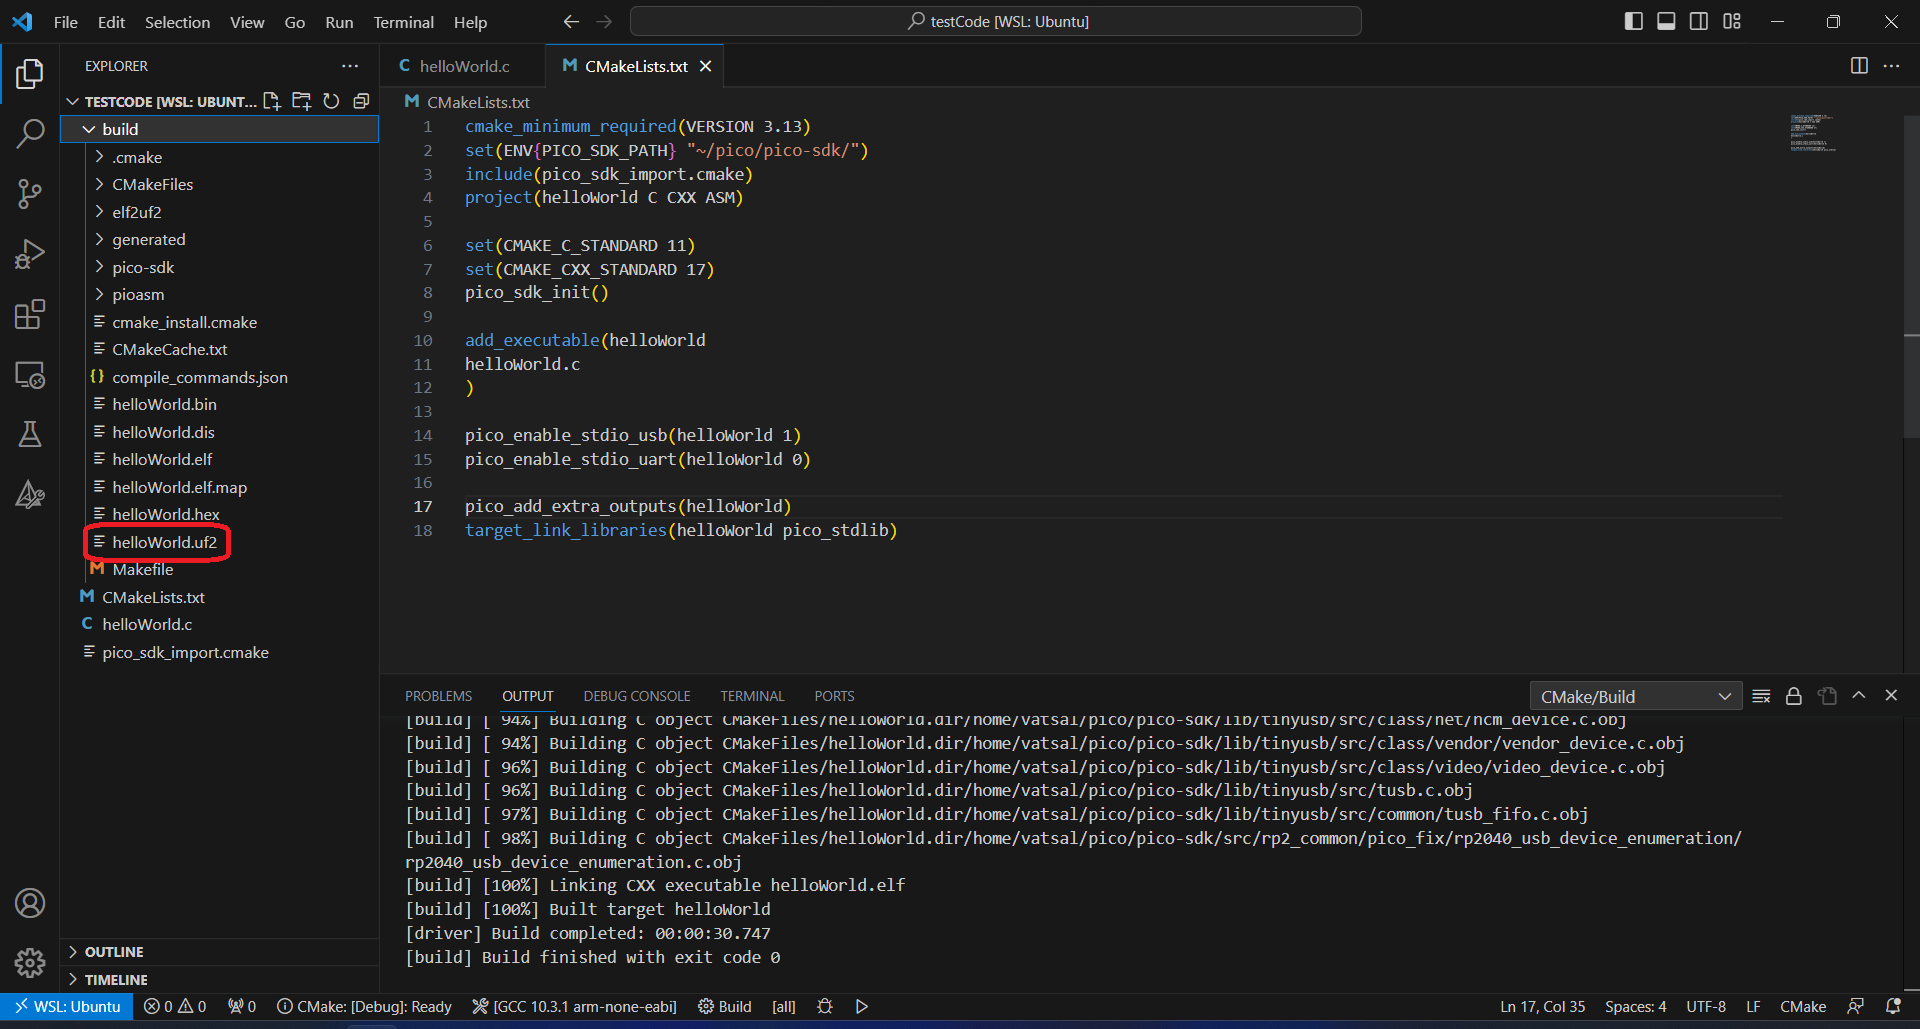 File Edit Selection View Go Run Terminal Help
testCode [WSL: Ubuntu]
EXPLORER
TESTCODE [WSL: UBUNT...
build
.cmake
CMakeFiles
elf2uf2
generated
pico-sdk
pioasm
cmake_install.cmake
CMakeCache.txt
{} compile_commands.json
helloWorld.bin
helloWorld.dis
helloWorld.elf
helloWorld.elf.map
helloWorld.hex
helloWorld.uf2
M Makefile
M CMakeLists.txt
C helloWorld.c
pico_sdk_import.cmake
OUTLINE
TIMELINE
C helloWorld.c M CMakeLists.txt
M CMakeLists.txt
1 cmake_minimum_required(VERSION 3.13)
2 set(ENV{PICO_SDK_PATH} "~/pico/pico-sdk/")
3 include(pico_sdk_import.cmake)
4 project(helloWorld C CXX ASM)
5
6 set(CMAKE_C_STANDARD 11)
7 set(CMAKE_CXX_STANDARD 17)
8 pico_sdk_init()
9
10 add_executable(helloWorld
11 helloWorld.c
12 )
13
14 pico_enable_stdio_usb(helloWorld 1)
15 pico_enable_stdio_uart(helloWorld 0)
16
17 pico_add_extra_outputs(helloWorld)
18 target_link_libraries(helloWorld pico_stdlib)
PROBLEMS OUTPUT DEBUG CONSOLE TERMINAL PORTS
CMake/Build
[build] [ 94%] Building C object CMakeFiles/helloWorld.dir/home/vatsal/pico/pico-sdk/lib/tinyusb/src/class/net/ncm_device.c.obj
[build] [ 94%] Building C object CMakeFiles/helloWorld.dir/home/vatsal/pico/pico-sdk/lib/tinyusb/src/class/vendor/vendor_device.c.obj
[build] [ 96%] Building C object CMakeFiles/helloWorld.dir/home/vatsal/pico/pico-sdk/lib/tinyusb/src/class/video/video_device.c.obj
[build] [ 96%] Building C object CMakeFiles/helloWorld.dir/home/vatsal/pico/pico-sdk/lib/tinyusb/src/tusb.c.obj
[build] [ 97%] Building C object CMakeFiles/helloWorld.dir/home/vatsal/pico/pico-sdk/lib/tinyusb/src/common/tusb_fifo.c.obj
[build] [ 98%] Building C object CMakeFiles/helloWorld.dir/home/vatsal/pico/pico-sdk/src/rp2_common/pico_fix/rp2040_usb_device_enumeration/
rp2040_usb_device_enumeration.c.obj
[build] [100%] Linking CXX executable helloWorld.elf
[build] [100%] Built target helloWorld
[driver] Build completed: 00:00:30.747
[build] Build finished with exit code 0
WSL: Ubuntu 0 0 0 CMake: [Debug]: Ready [GCC 10.3.1 arm-none-eabi] Build [all] Ln 17, Col 35 Spaces: 4 UTF-8 LF CMake